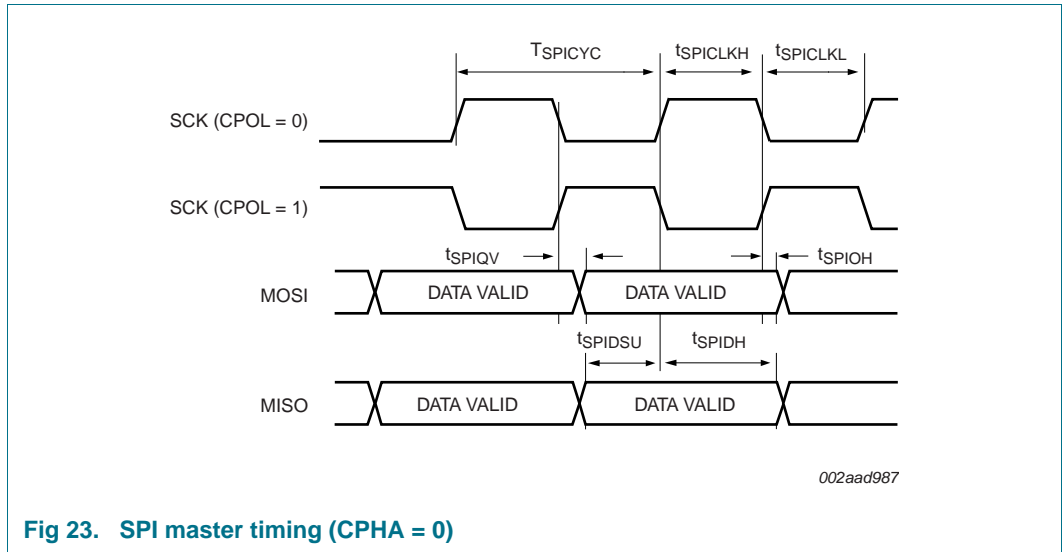 TSPICYC tSPICLKH tSPICLKL
SCK (CPOL = 0)
SCK (CPOL = 1)
tSPIQV tSPIOH
MOSI DATA VALID DATA VALID
tSPIDSU tSPIDH
MISO DATA VALID DATA VALID
002aad987
Fig 23. SPI master timing (CPHA = 0)